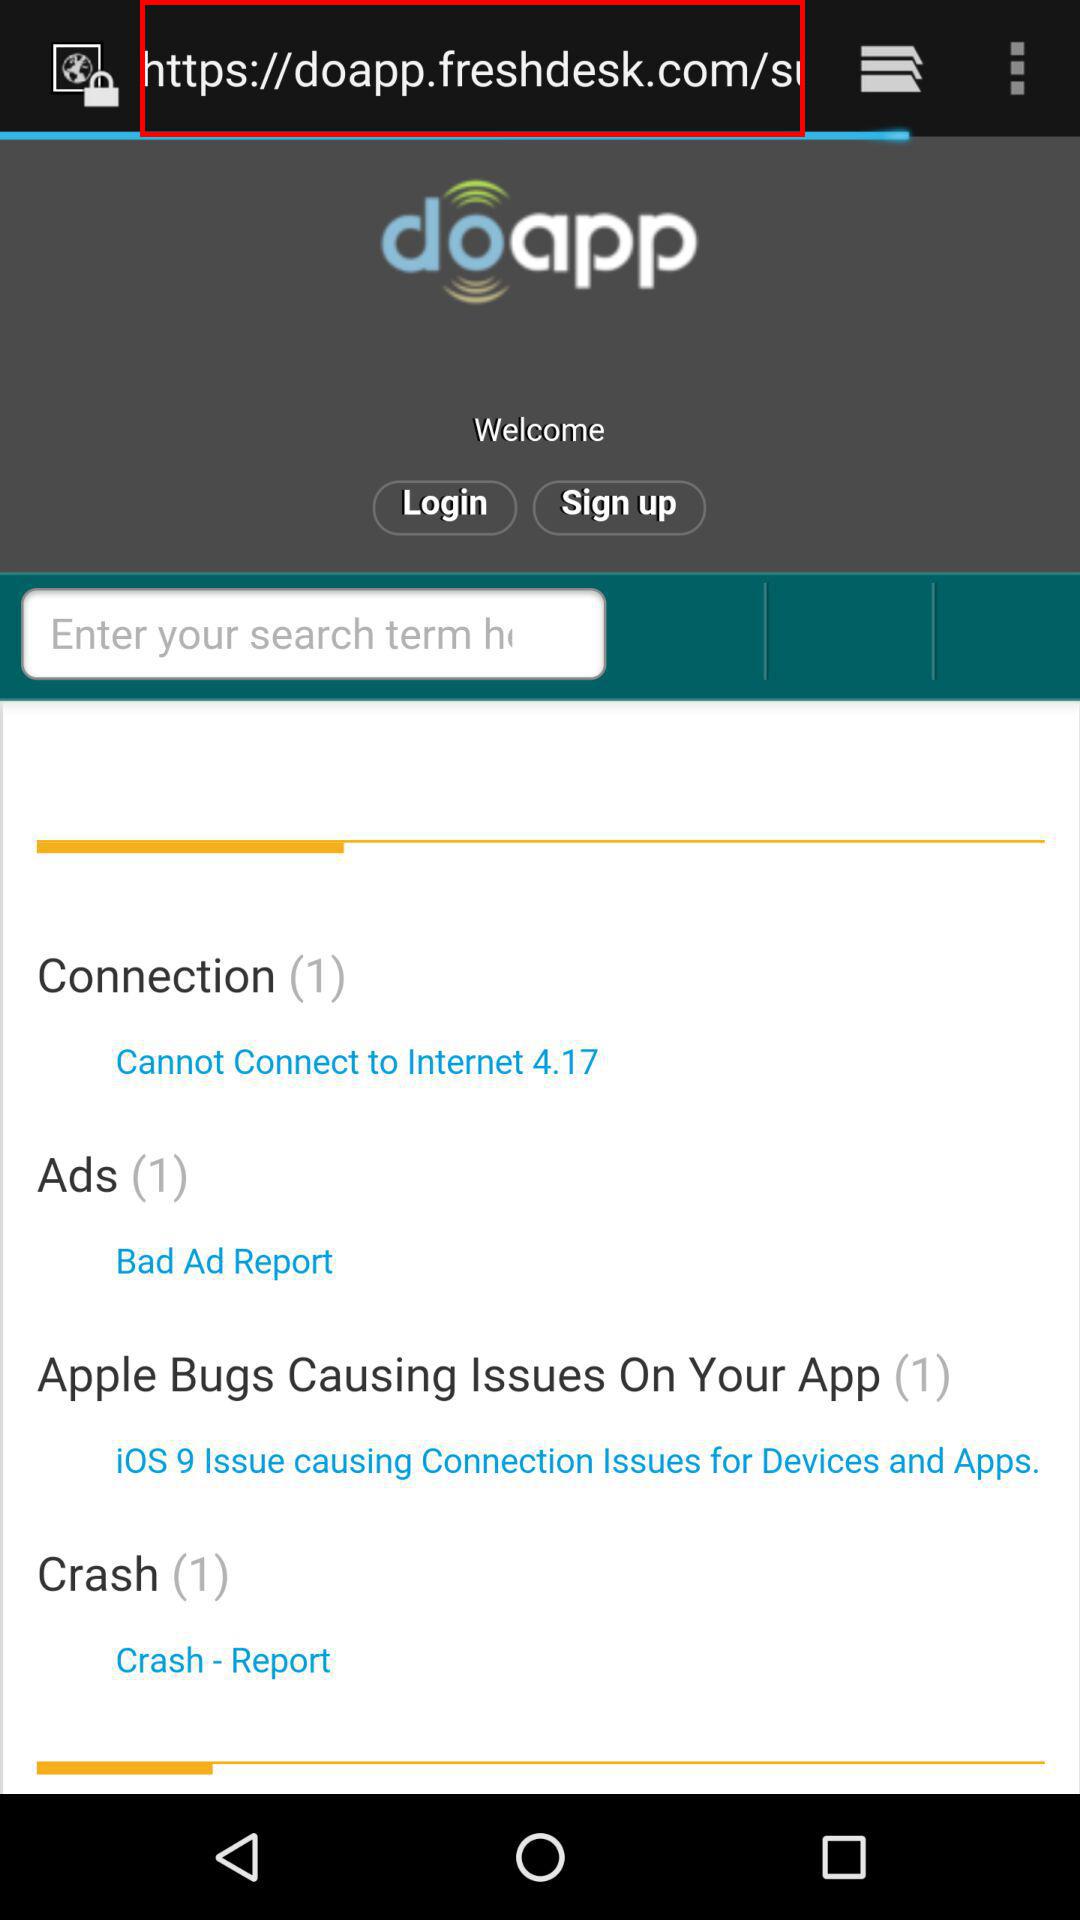 https://doapp.freshdesk.com/su
doapp
Welcome
Login Sign up
Enter your search term he
Connection (1)
Cannot Connect to Internet 4.17
Ads (1)
Bad Ad Report
Apple Bugs Causing Issues On Your App (1)
iOS 9 Issue causing Connection Issues for Devices and Apps.
Crash (1)
Crash - Report